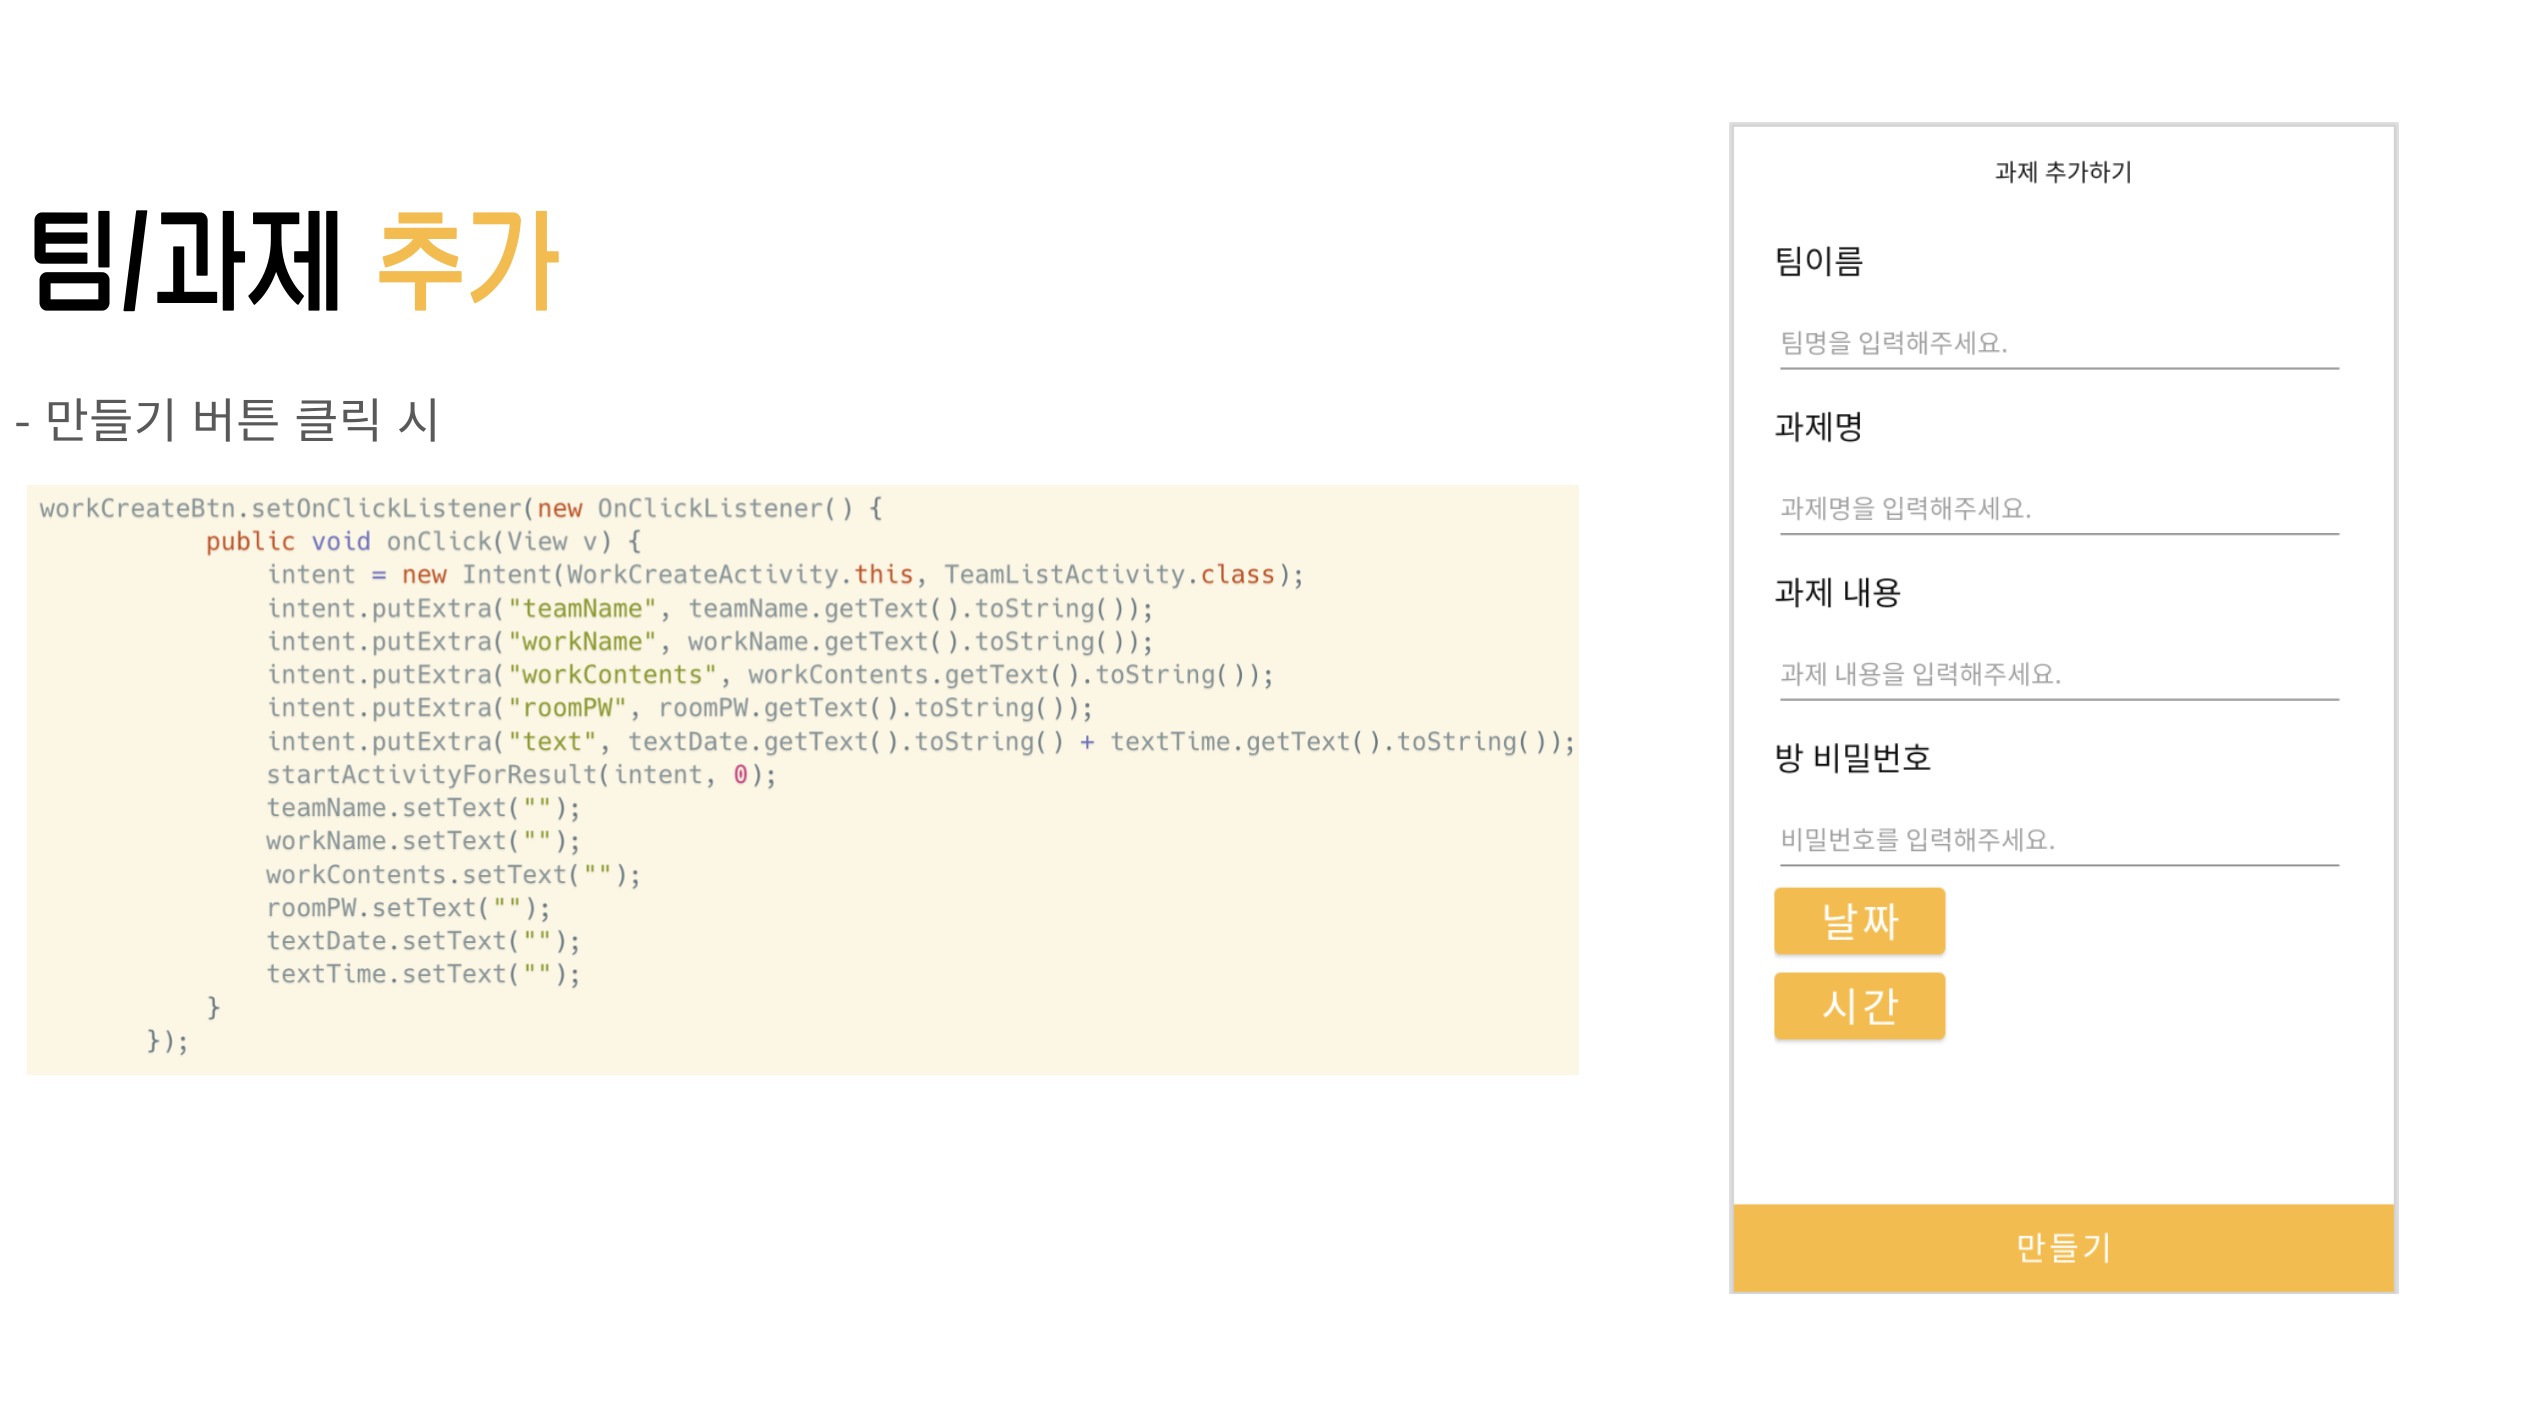 팀/과제 추가
- 만들기 버튼 클릭 시
workCreateBtn.setOnClickListener(new OnClickListener() {
public void onClick(View v) {
intent = new Intent(WorkCreateActivity.this, TeamListActivity.class);
intent.putExtra("teamName", teamName.getText().toString());
intent.putExtra("workName", workName.getText().toString());
intent.putExtra("workContents", workContents.getText().toString());
intent.putExtra("roomPW", roomPW.getText().toString());
intent.putExtra("text", textDate.getText().toString() + textTime.getText().toString());
startActivityForResult(intent, 0);
teamName.setText("");
workName.setText("");
workContents.setText("");
roomPW.setText("");
textDate.setText("");
textTime.setText("");
}
});
과제 추가하기
팀이름
팀명을 입력해주세요.
과제명
과제명을 입력해주세요.
과제 내용
과제 내용을 입력해주세요.
방 비밀번호
비밀번호를 입력해주세요.
날짜
시간
만들기